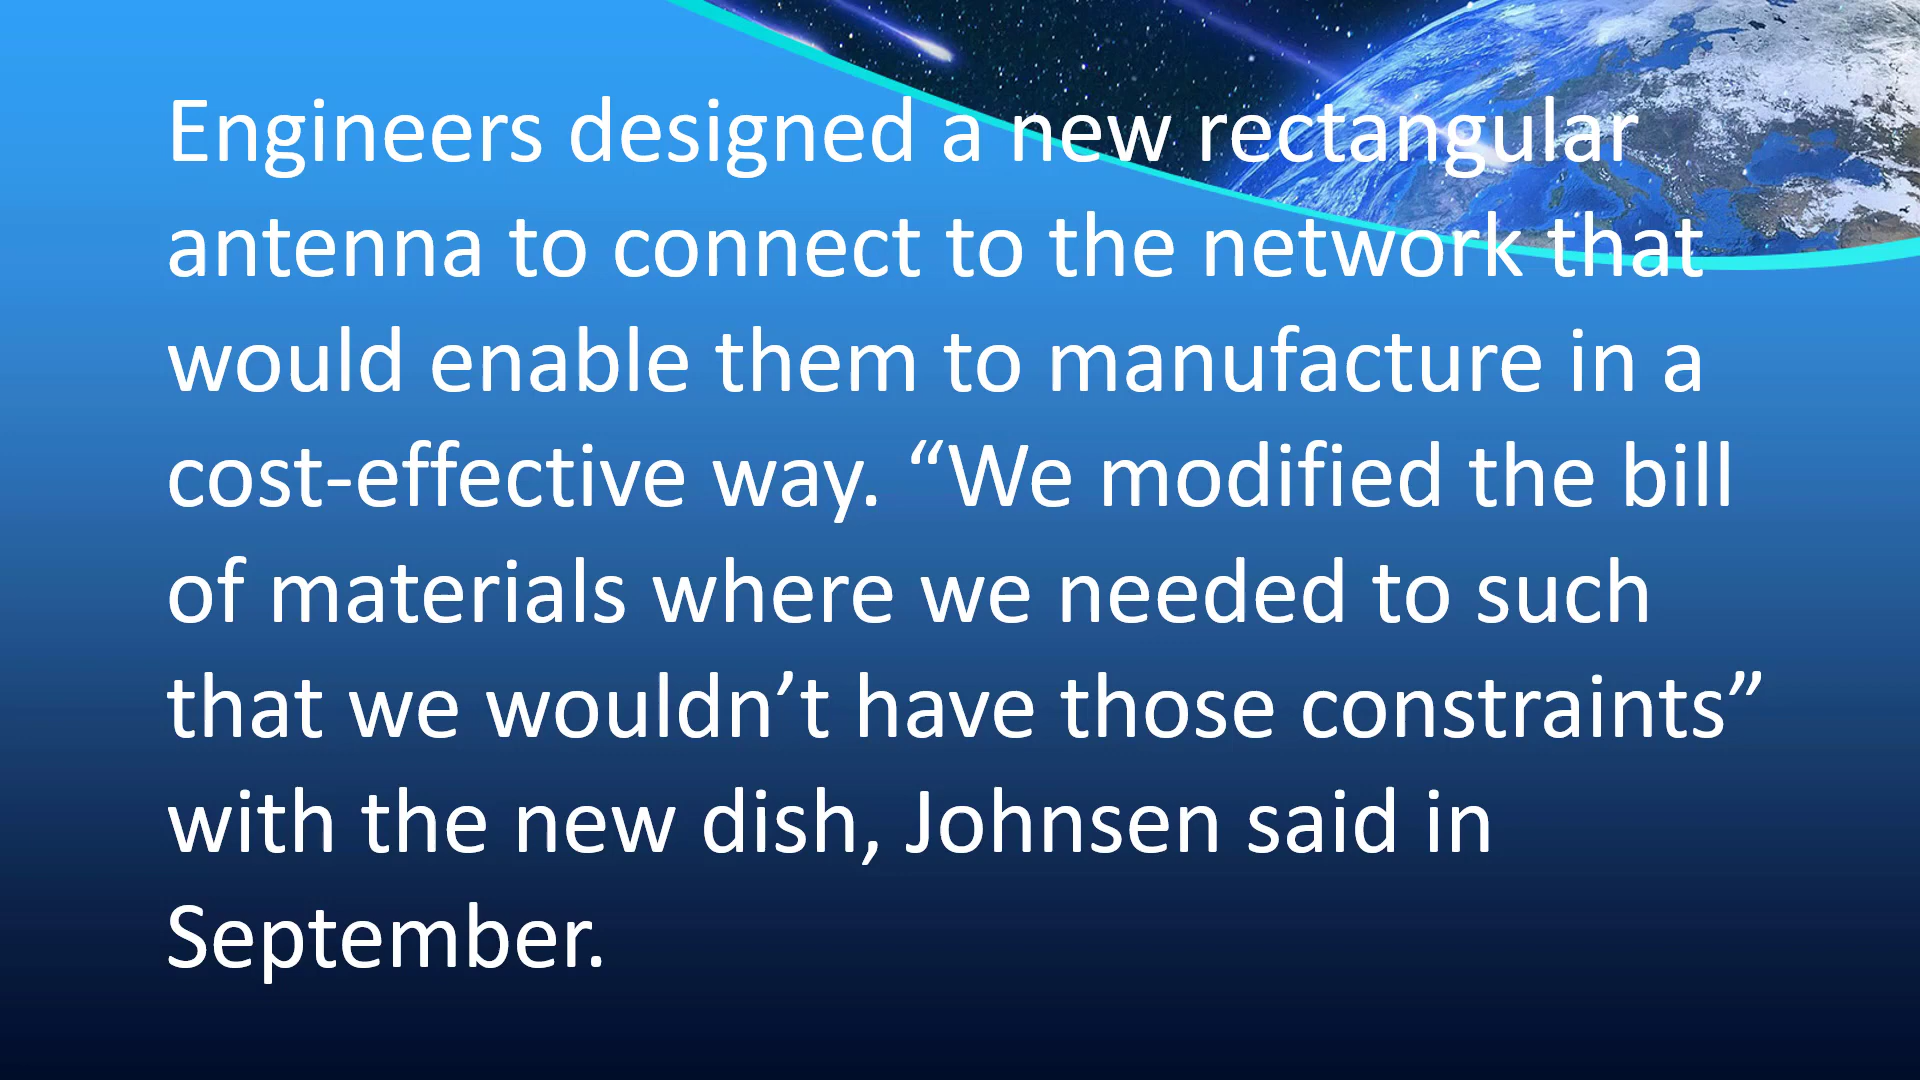 Engineers designed a new rectangular
antenna to connect to the network that
would enable them to manufacture in a
cost-effective way. “We modified the bill
of materials where we needed to such
that we wouldn’t have those constraints”
with the new dish, Johnsen said in
September.